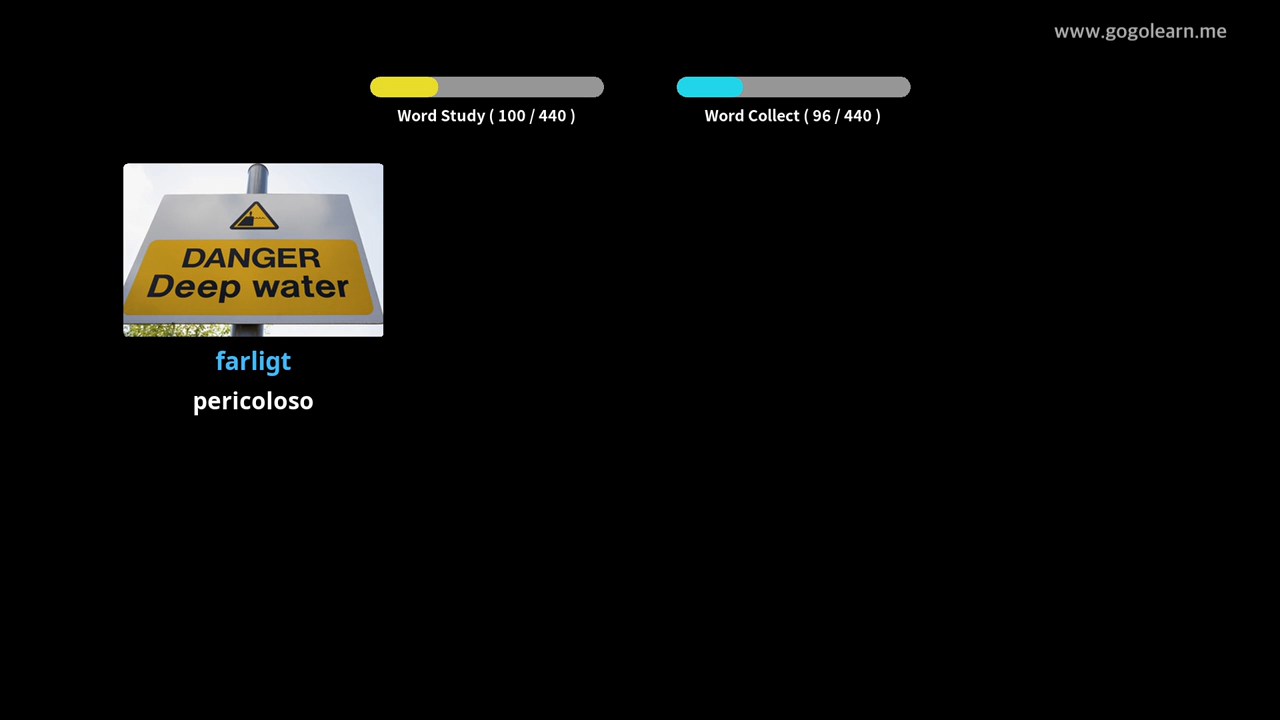 www.gogolearn.me
Word Study ( 100 / 440 )
Word Collect ( 96 / 440 )
DANGER
Deep water
farligt
pericoloso